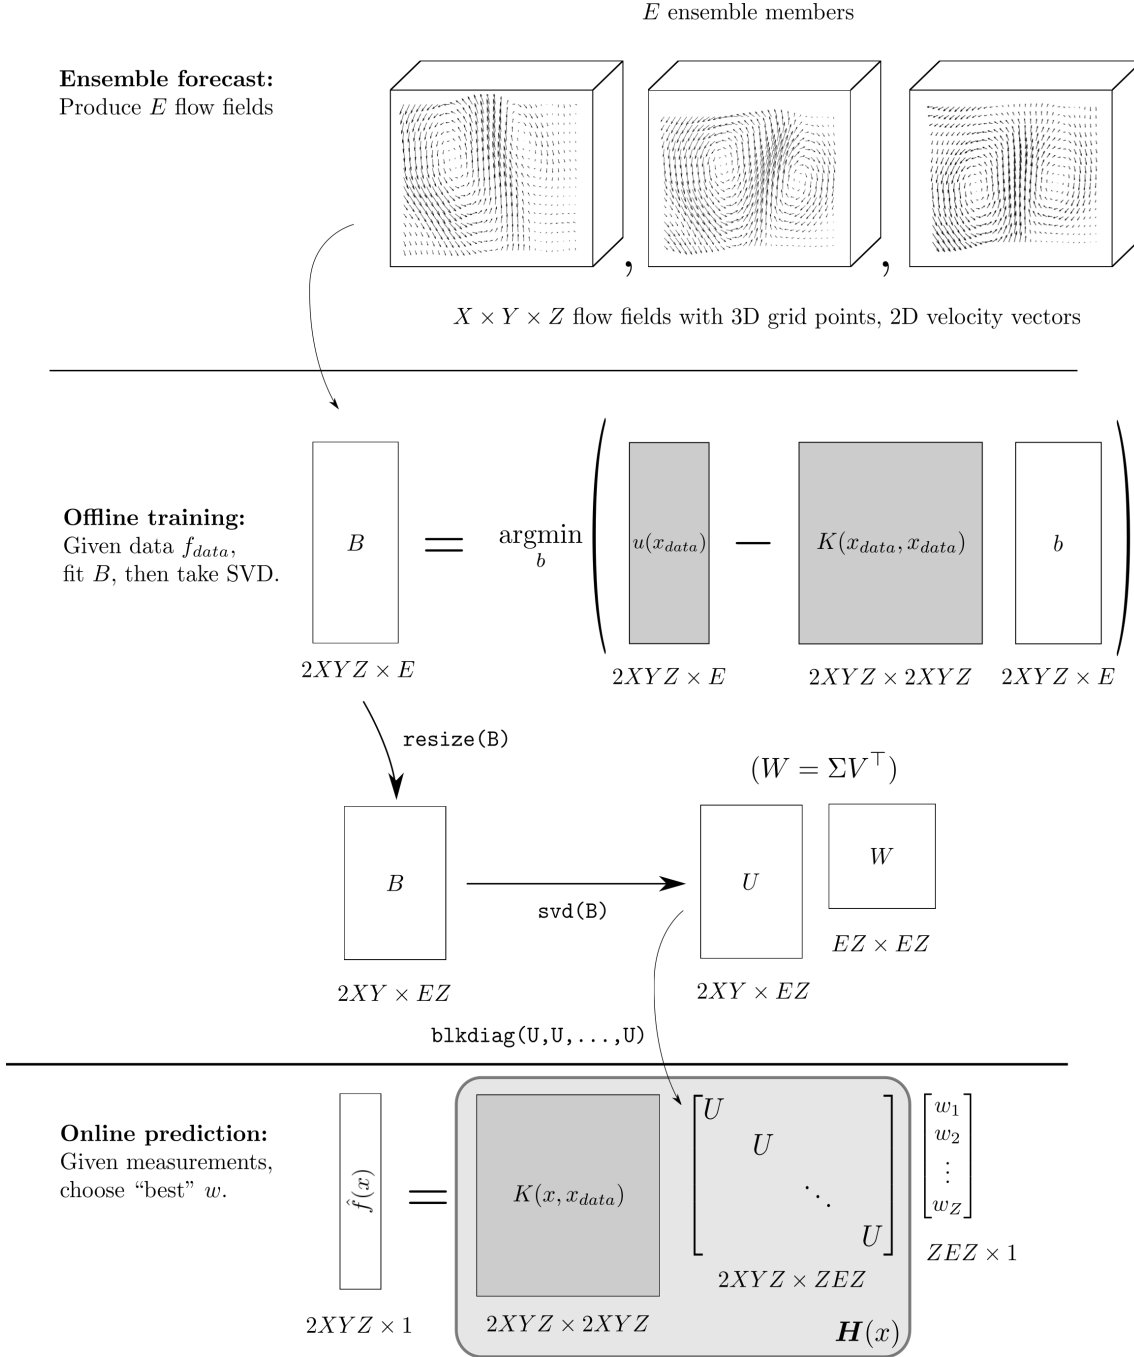 E ensemble members
Ensemble forecast:
Produce E flow fields
, ,
X × Y × Z flow fields with 3D grid points, 2D velocity vectors
Offline training:
Given data f_data,
fit B, then take SVD.
B = argmin b ( u(x_data) − K(x_data, x_data) b )
2XYZ × E
2XYZ × E 2XYZ × 2XYZ 2XYZ × E
resize(B)
(W = ΣV^⊤)
B
svd(B)
U
W
EZ × EZ
2XY × EZ
2XY × EZ
blkdiag(U,U,...,U)
Online prediction:
Given measurements,
choose “best” w.
f̂(x) = K(x, x_data)
U
U
⋱
U
w_1
w_2
⋮
w_Z
ZEZ × 1
2XYZ × ZEZ
2XYZ × 1
2XYZ × 2XYZ
H(x)